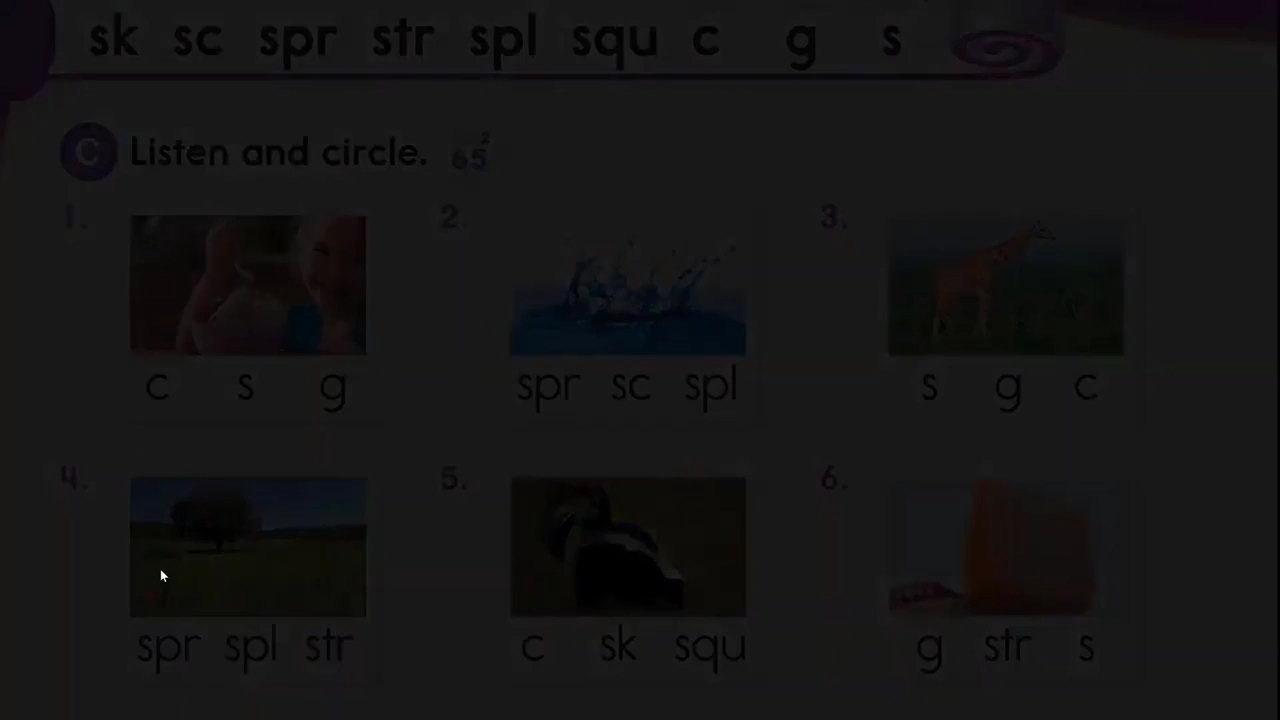 sk sc spr str spl squ c g s
C Listen and circle. 65
1. 2. 3.
c s g spr sc spl s g c
4. 5. 6.
spr spl str c sk squ g str s